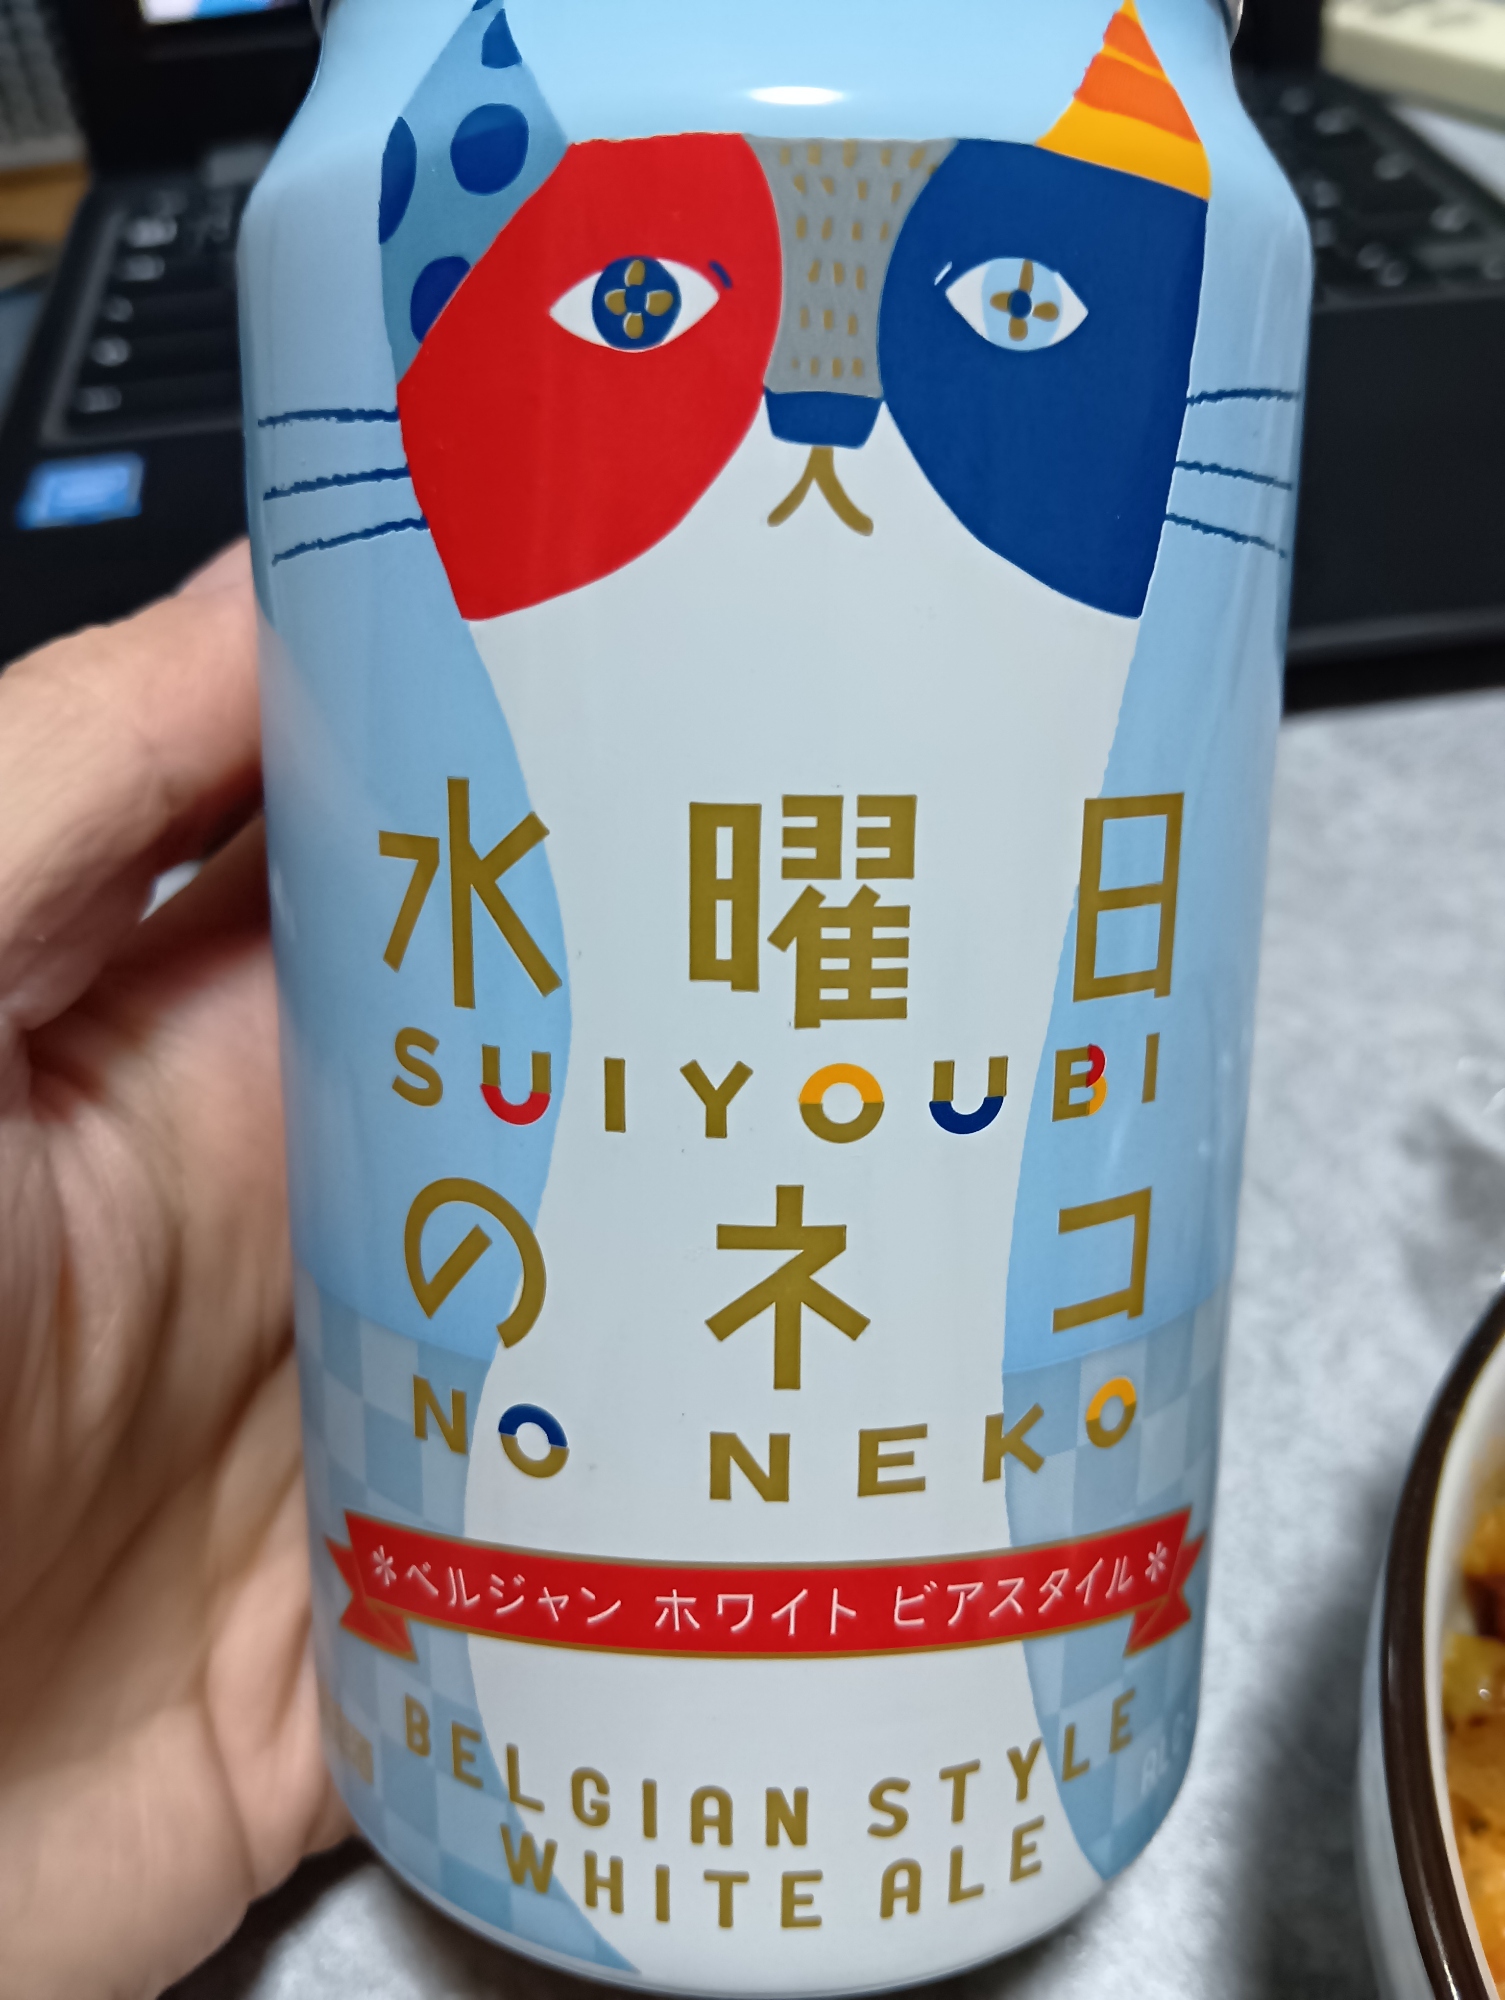 水曜日
SUIYOUBI
のネコ
NO NEKO
*ベルジャン ホワイト ビアスタイル*
BELGIAN STYLE
WHITE ALE